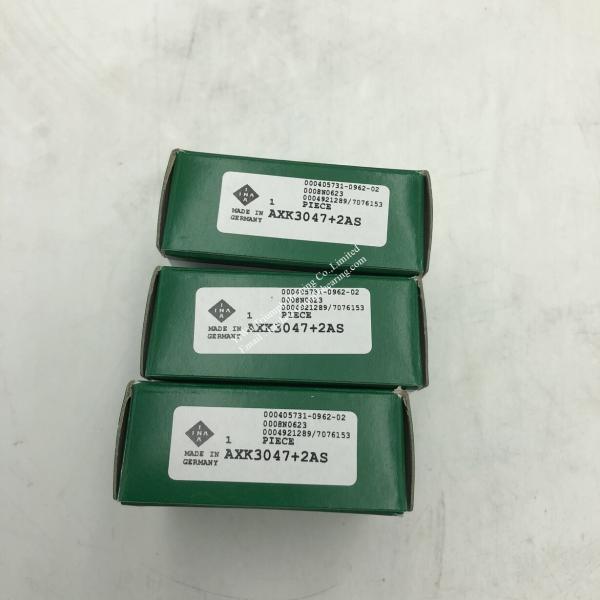 000405731-0962-02
0008N0623
0004921289/7076153
1 PIECE
INA
MADE IN GERMANY
AXK3047+2AS
000405731-0962-02
0008N0623
0004921289/7076153
1 PIECE
INA
MADE IN GERMANY
AXK3047+2AS
000405731-0962-02
0008N0623
0004921289/7076153
1 PIECE
INA
MADE IN GERMANY
AXK3047+2AS
Co.,Limited